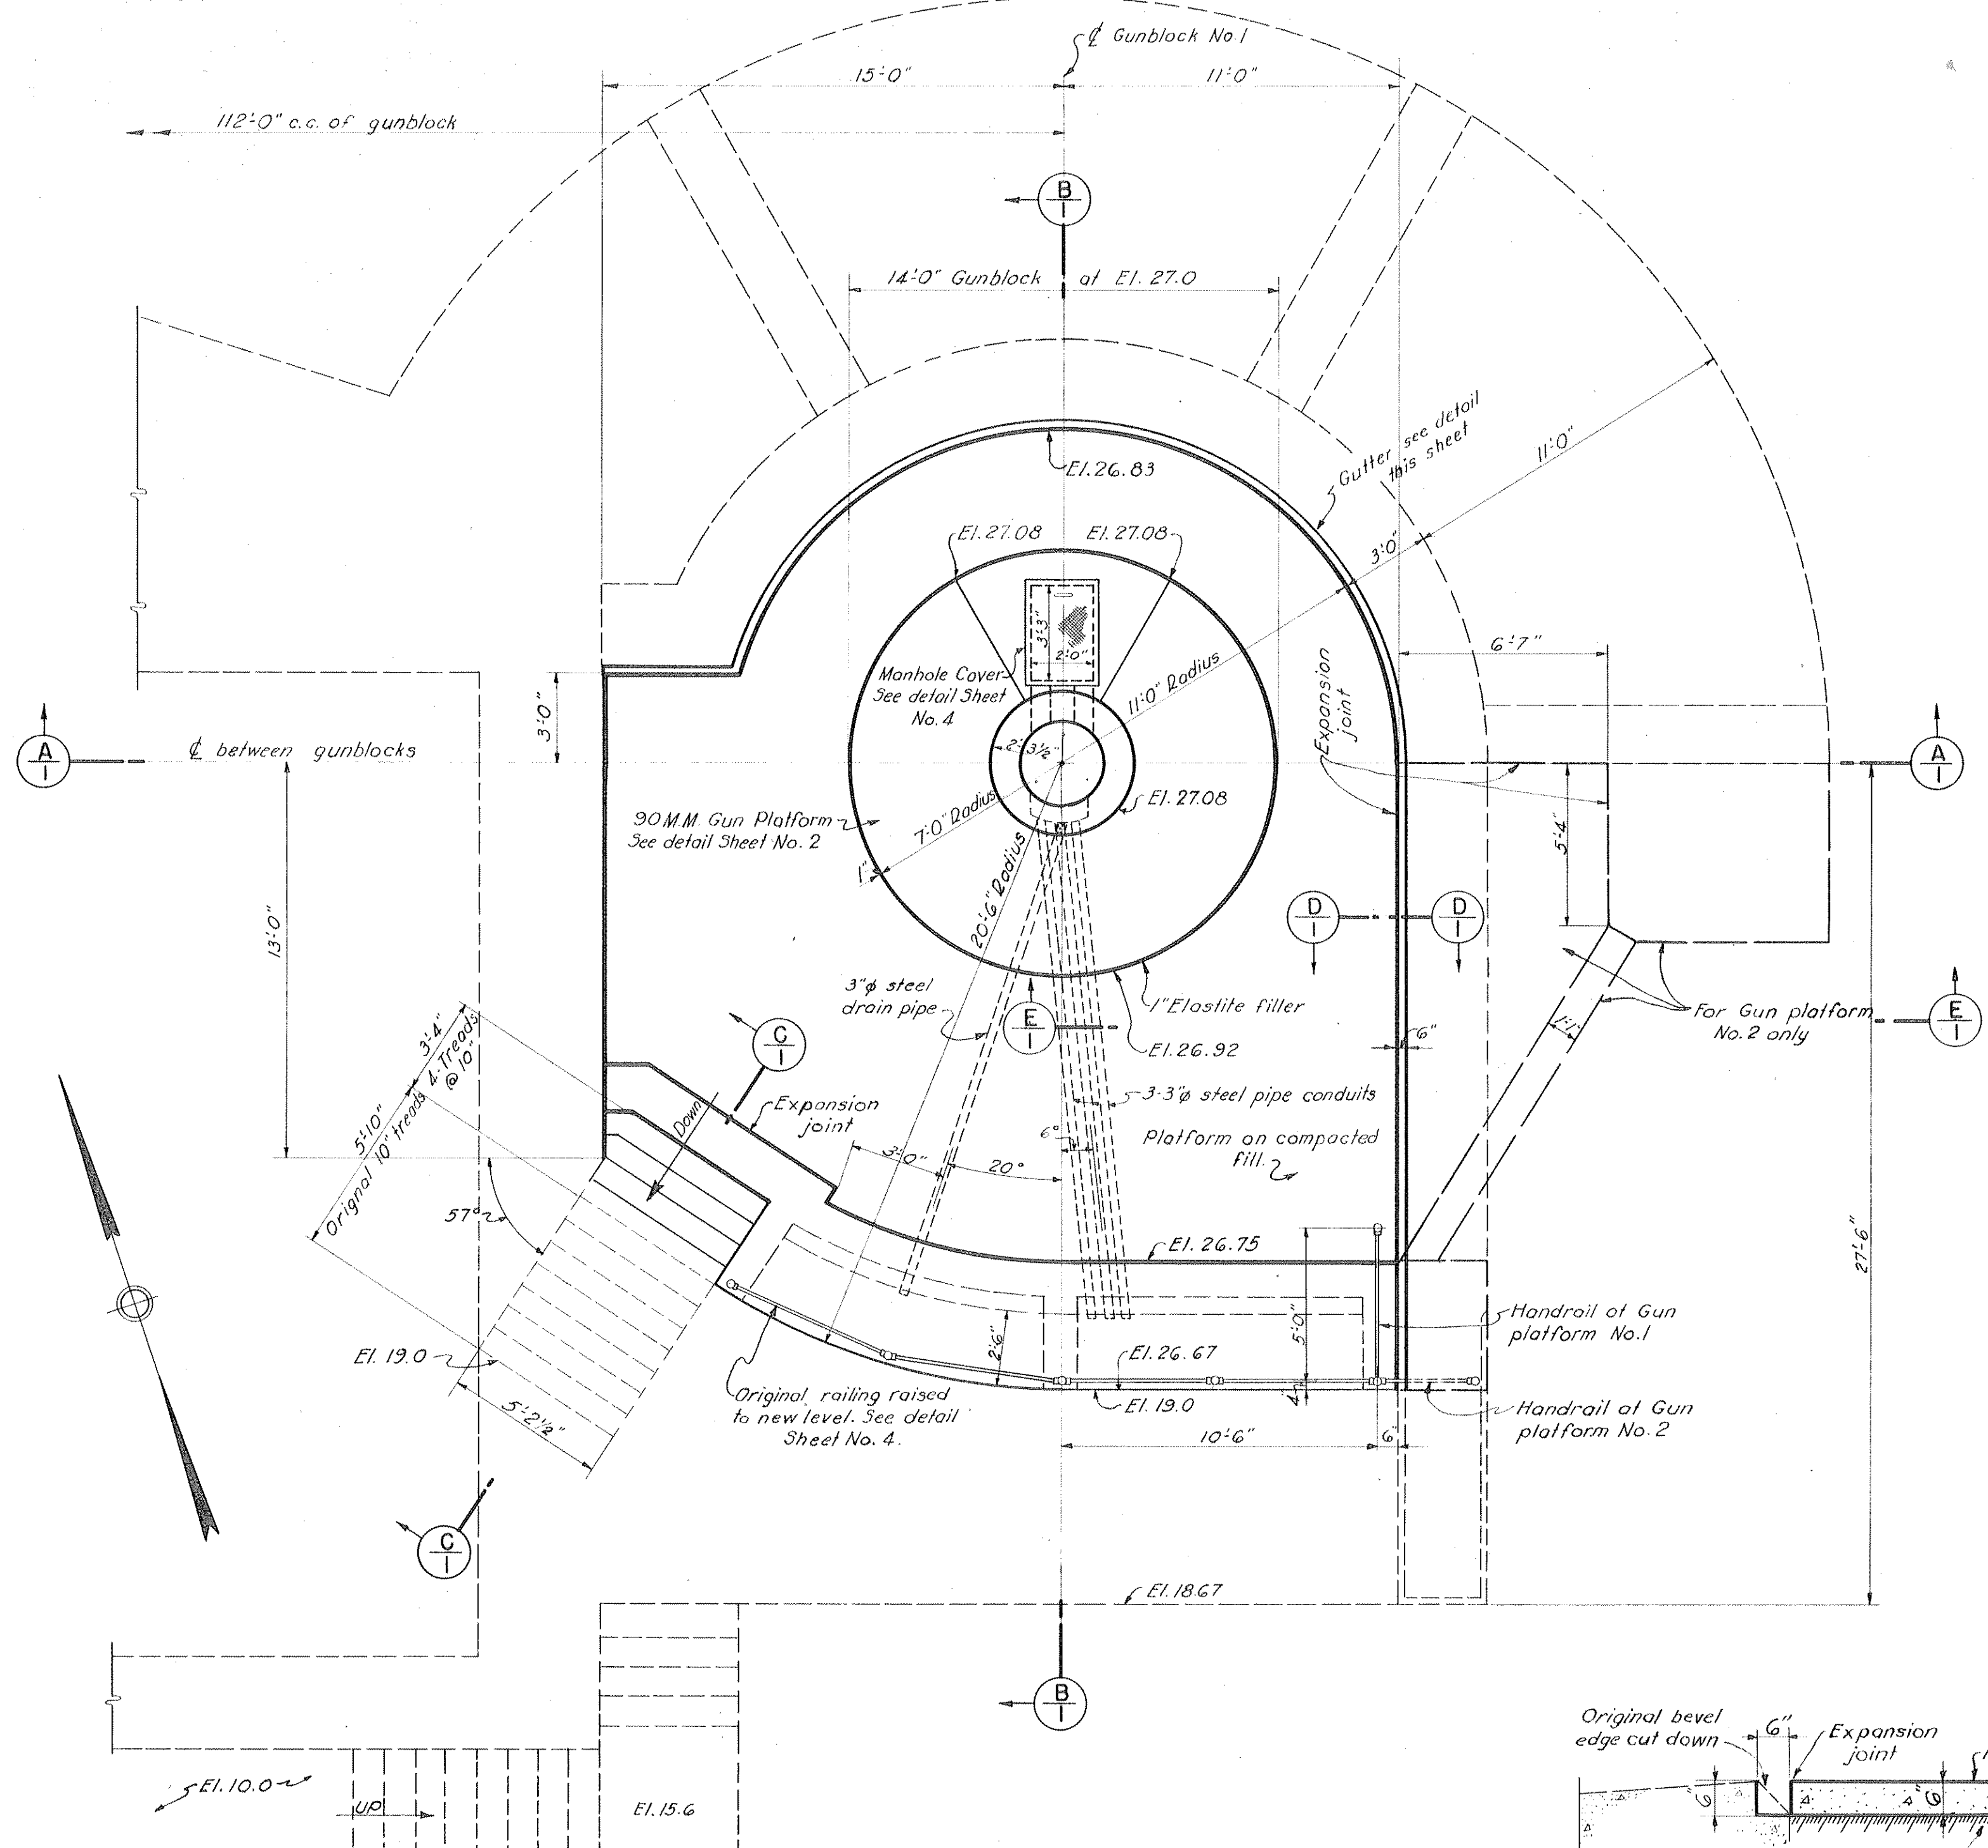 ℄ Gunblock No.1
15'-0"
11'-0"
112'-0" c.c. of gunblock
B
1
14'-0" Gunblock at El. 27.0
El. 26.83
Gutter see detail
this sheet
11'-0"
3'-0"
El. 27.08
El. 27.08
3'-3"
2'-0"
Manhole Cover
See detail Sheet
No. 4
11'-0" Radius
Expansion
joint
6'-7"
3'-0"
A
1
℄ between gunblocks
2'-3½"
A
1
El. 27.08
90 M.M. Gun Platform
See detail Sheet No. 2
7'-0" Radius
1"
20'-6" Radius
5'-4"
13'-0"
D
1
D
1
3"ϕ steel
drain pipe
1" Elastite filler
E
1
El. 26.92
For Gun platform
No. 2 only
E
1
1'-1"
6"
C
1
3'-4"
4-Treads
@ 10"
5'-10"
Orignal 10" treads
Down
Expansion
joint
3-3"ϕ steel pipe conduits
Platform on compacted
fill.
6°
3'-0"
20°
57°
El. 26.75
27'-6"
5'-0"
Handrail at Gun
platform No.1
2'-6"
El. 26.67
El. 19.0
5'-2½"
Original railing raised
to new level. See detail
Sheet No. 4.
El. 19.0
4"
Handrail at Gun
platform No. 2
10'-6"
6"
C
1
El. 18.67
B
1
Original bevel
edge cut down
6"
Expansion
joint
6"
6"
El. 10.0
UP
El. 15.6